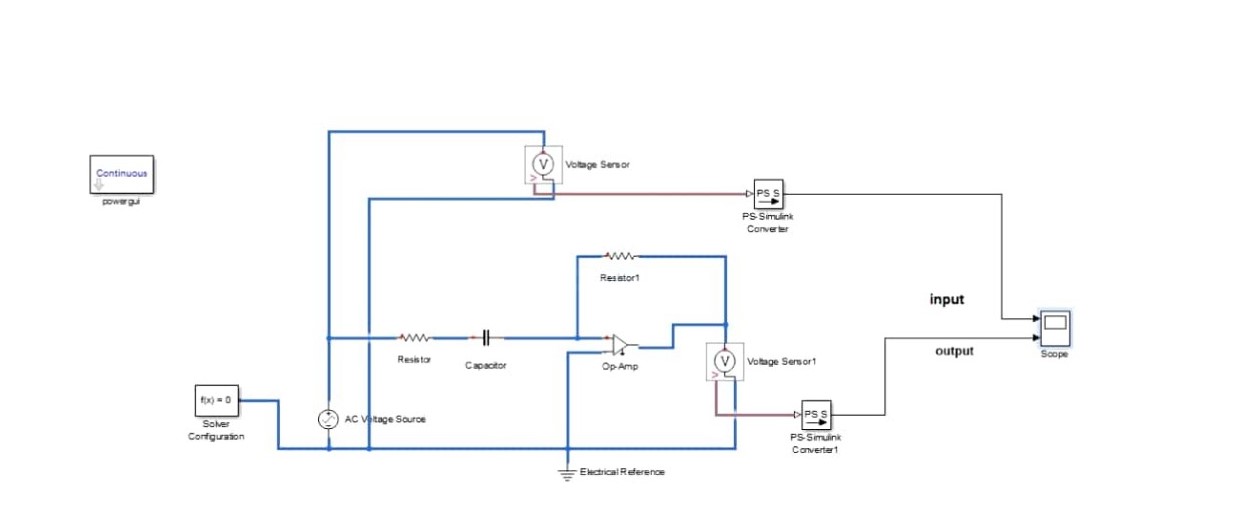 Continuous
powergui
V
Voltage Sensor
PS S
PS-Simulink
Converter
Resistor1
input
Resistor
Capacitor
Op-Amp
V
Voltage Sensor1
output
Scope
f(x) = 0
Solver
Configuration
AC Voltage Source
PS S
PS-Simulink
Converter1
Electrical Reference